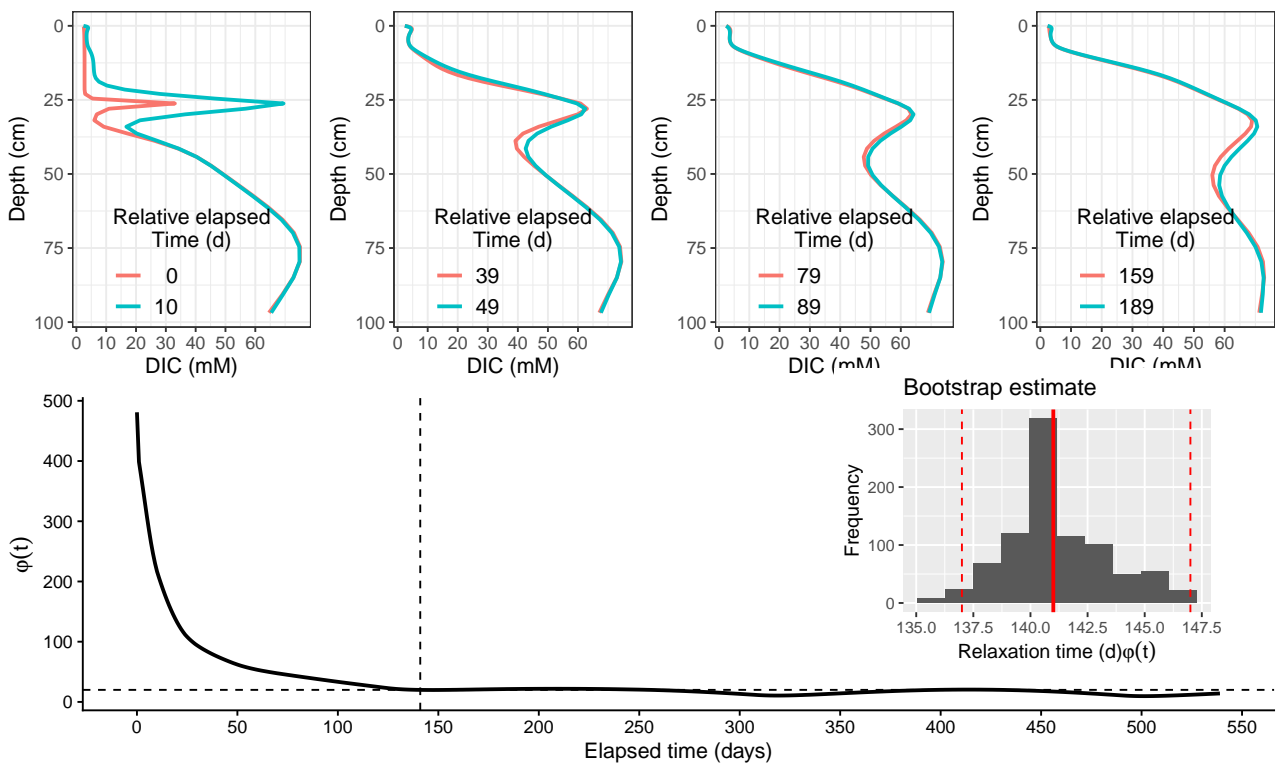 0
25
50
75
100
Depth (cm)
0 10 20 30 40 50 60
DIC (mM)
Relative elapsed
Time (d)
0
10
0
25
50
75
100
Depth (cm)
0 10 20 30 40 50 60
DIC (mM)
Relative elapsed
Time (d)
39
49
0
25
50
75
100
Depth (cm)
0 10 20 30 40 50 60
DIC (mM)
Relative elapsed
Time (d)
79
89
0
25
50
75
100
Depth (cm)
0 10 20 30 40 50 60
DIC (mM)
Relative elapsed
Time (d)
159
189
500
400
300
200
100
0
φ(t)
0 50 100 150 200 250 300 350 400 450 500 550
Elapsed time (days)
Bootstrap estimate
300
200
100
0
Frequency
135.0 137.5 140.0 142.5 145.0 147.5
Relaxation time (d)φ(t)